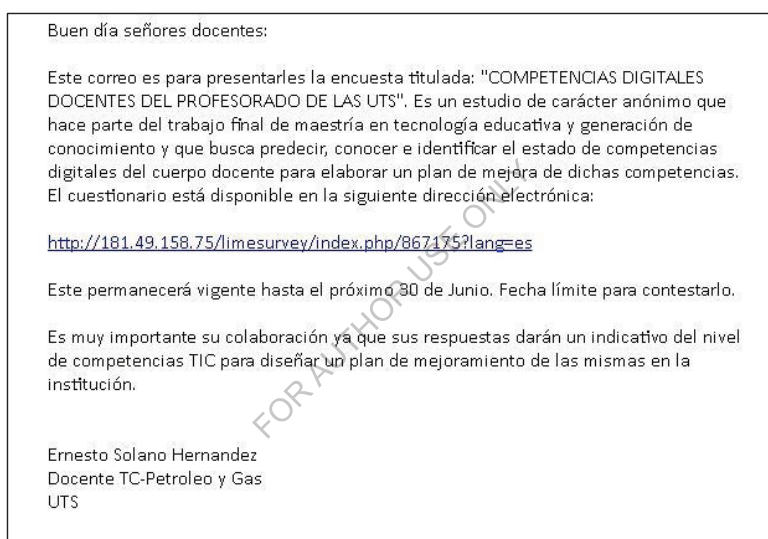 Buen día señores docentes:
Este correo es para presentarles la encuesta titulada: "COMPETENCIAS DIGITALES
DOCENTES DEL PROFESORADO DE LAS UTS". Es un estudio de carácter anónimo que
hace parte del trabajo final de maestría en tecnología educativa y generación de
conocimiento y que busca predecir, conocer e identificar el estado de competencias
digitales del cuerpo docente para elaborar un plan de mejora de dichas competencias.
El cuestionario está disponible en la siguiente dirección electrónica:
http://181.49.158.75/limesurvey/index.php/867175?lang=es
Este permanecerá vigente hasta el próximo 30 de Junio. Fecha límite para contestarlo.
Es muy importante su colaboración ya que sus respuestas darán un indicativo del nivel
de competencias TIC para diseñar un plan de mejoramiento de las mismas en la
institución.
Ernesto Solano Hernandez
Docente TC-Petroleo y Gas
UTS
FOR AUTHOR USE ONLY